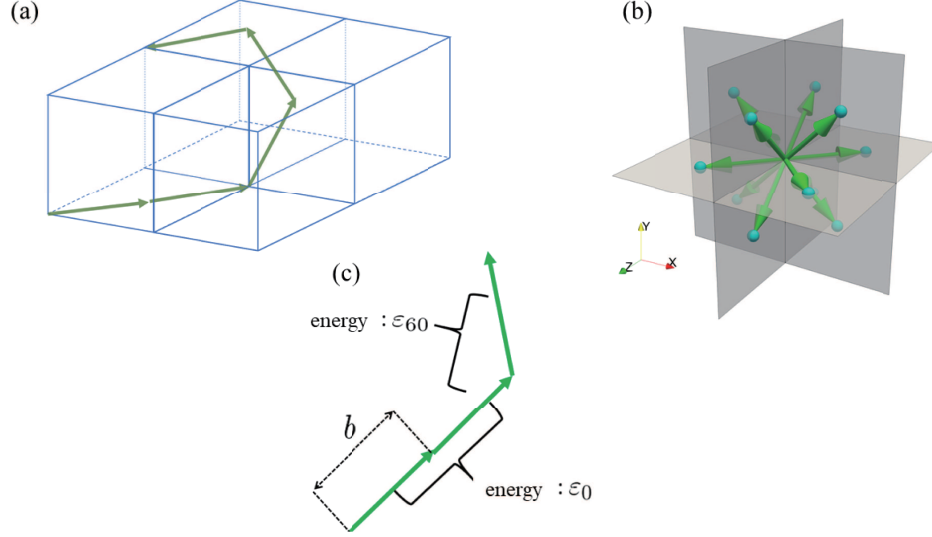 (a)
(b)
Y
Z X
(c)
energy : ε₆₀
b
energy : ε₀